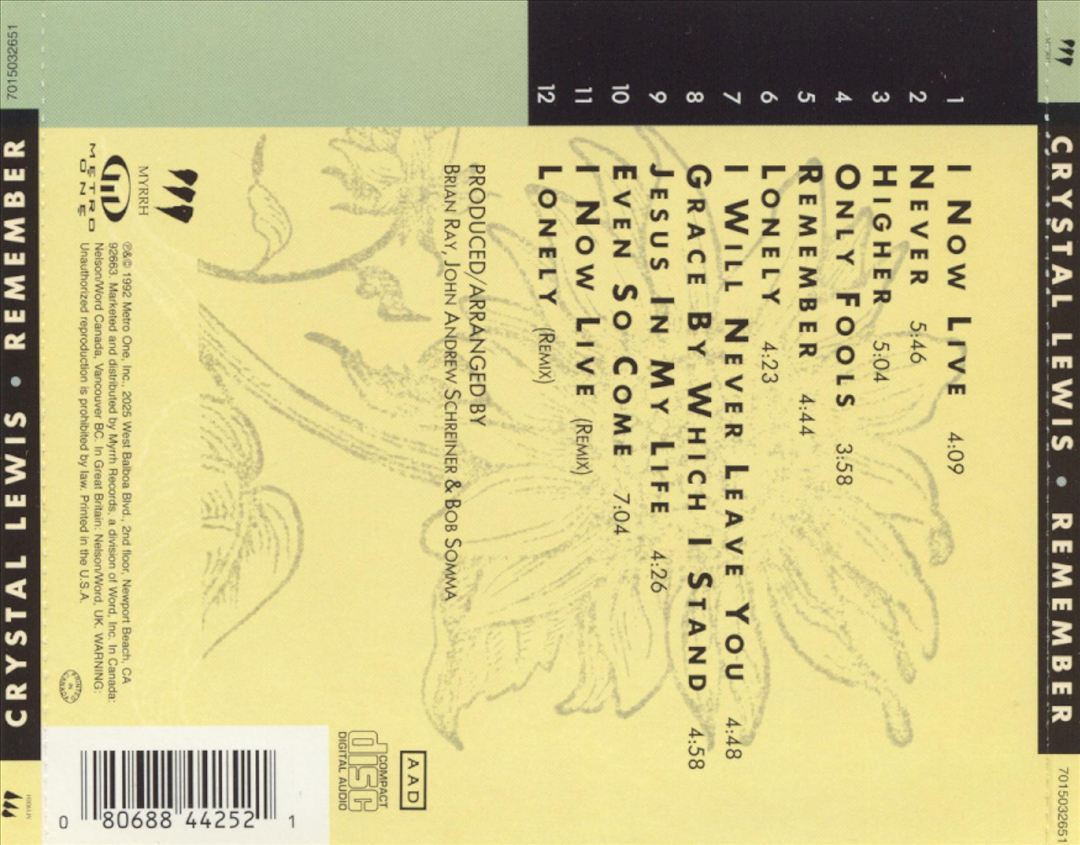 CRYSTAL LEWIS • REMEMBER
7015032651
1 I NOW LIVE 4:09
2 NEVER 5:46
3 HIGHER 5:04
4 ONLY FOOLS 3:58
5 REMEMBER 4:44
6 LONELY 4:23
7 I WILL NEVER LEAVE YOU 4:48
8 GRACE BY WHICH I STAND 4:58
9 JESUS IN MY LIFE 4:26
10 EVEN SO COME 7:04
11 I NOW LIVE (REMIX)
12 LONELY (REMIX)
PRODUCED/ARRANGED BY
BRIAN RAY, JOHN ANDREW SCHREINER & BOB SOMMA
AAD
COMPACT
disc
DIGITAL AUDIO
MYRRH
METRO
ONE
℗&© 1992 Metro One, Inc., 2025 West Balboa Blvd., 2nd floor, Newport Beach, CA
92663. Marketed and distributed by Myrrh Records, a division of Word, Inc. In Canada:
Nelson/Word Canada, Vancouver BC. In Great Britain: Nelson/Word, UK. WARNING:
Unauthorized reproduction is prohibited by law. Printed in the U.S.A.
PRINTED
IN
CANADA
0 80688 44252 1
7015032651
CRYSTAL LEWIS • REMEMBER
MYRRH